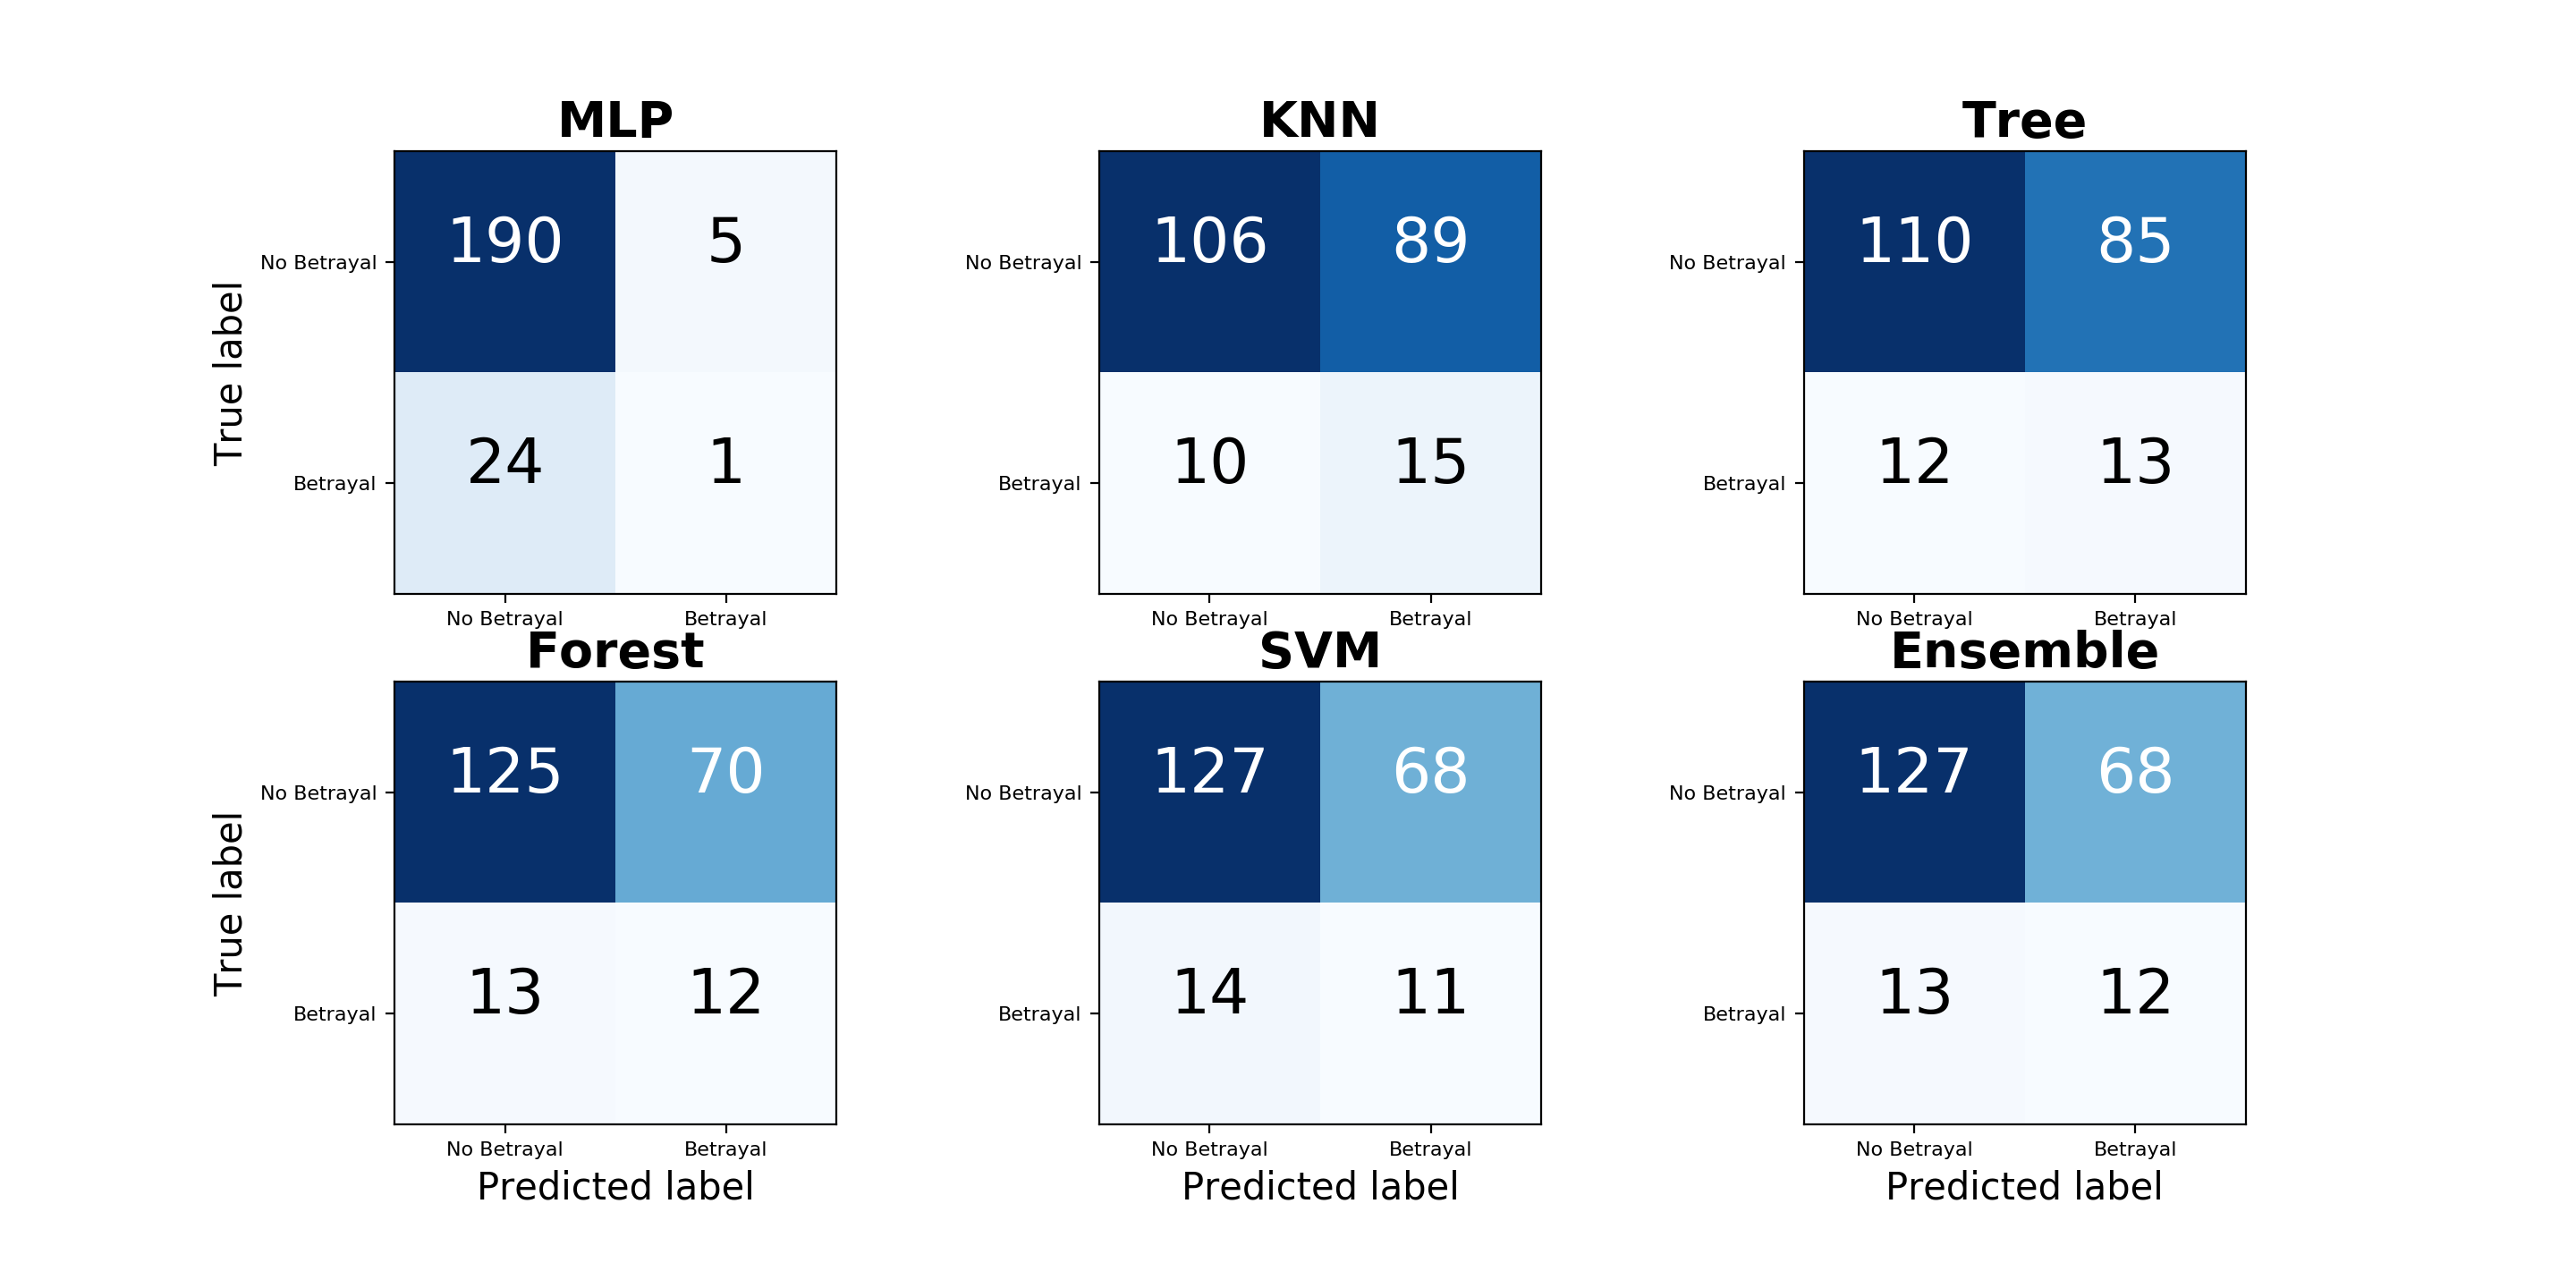 MLP
KNN
Tree
True label
No Betrayal
190
5
Betrayal
24
1
No Betrayal
Betrayal
No Betrayal
106
89
Betrayal
10
15
No Betrayal
Betrayal
No Betrayal
110
85
Betrayal
12
13
No Betrayal
Betrayal
Forest
SVM
Ensemble
True label
No Betrayal
125
70
Betrayal
13
12
No Betrayal
Betrayal
Predicted label
No Betrayal
127
68
Betrayal
14
11
No Betrayal
Betrayal
Predicted label
No Betrayal
127
68
Betrayal
13
12
No Betrayal
Betrayal
Predicted label